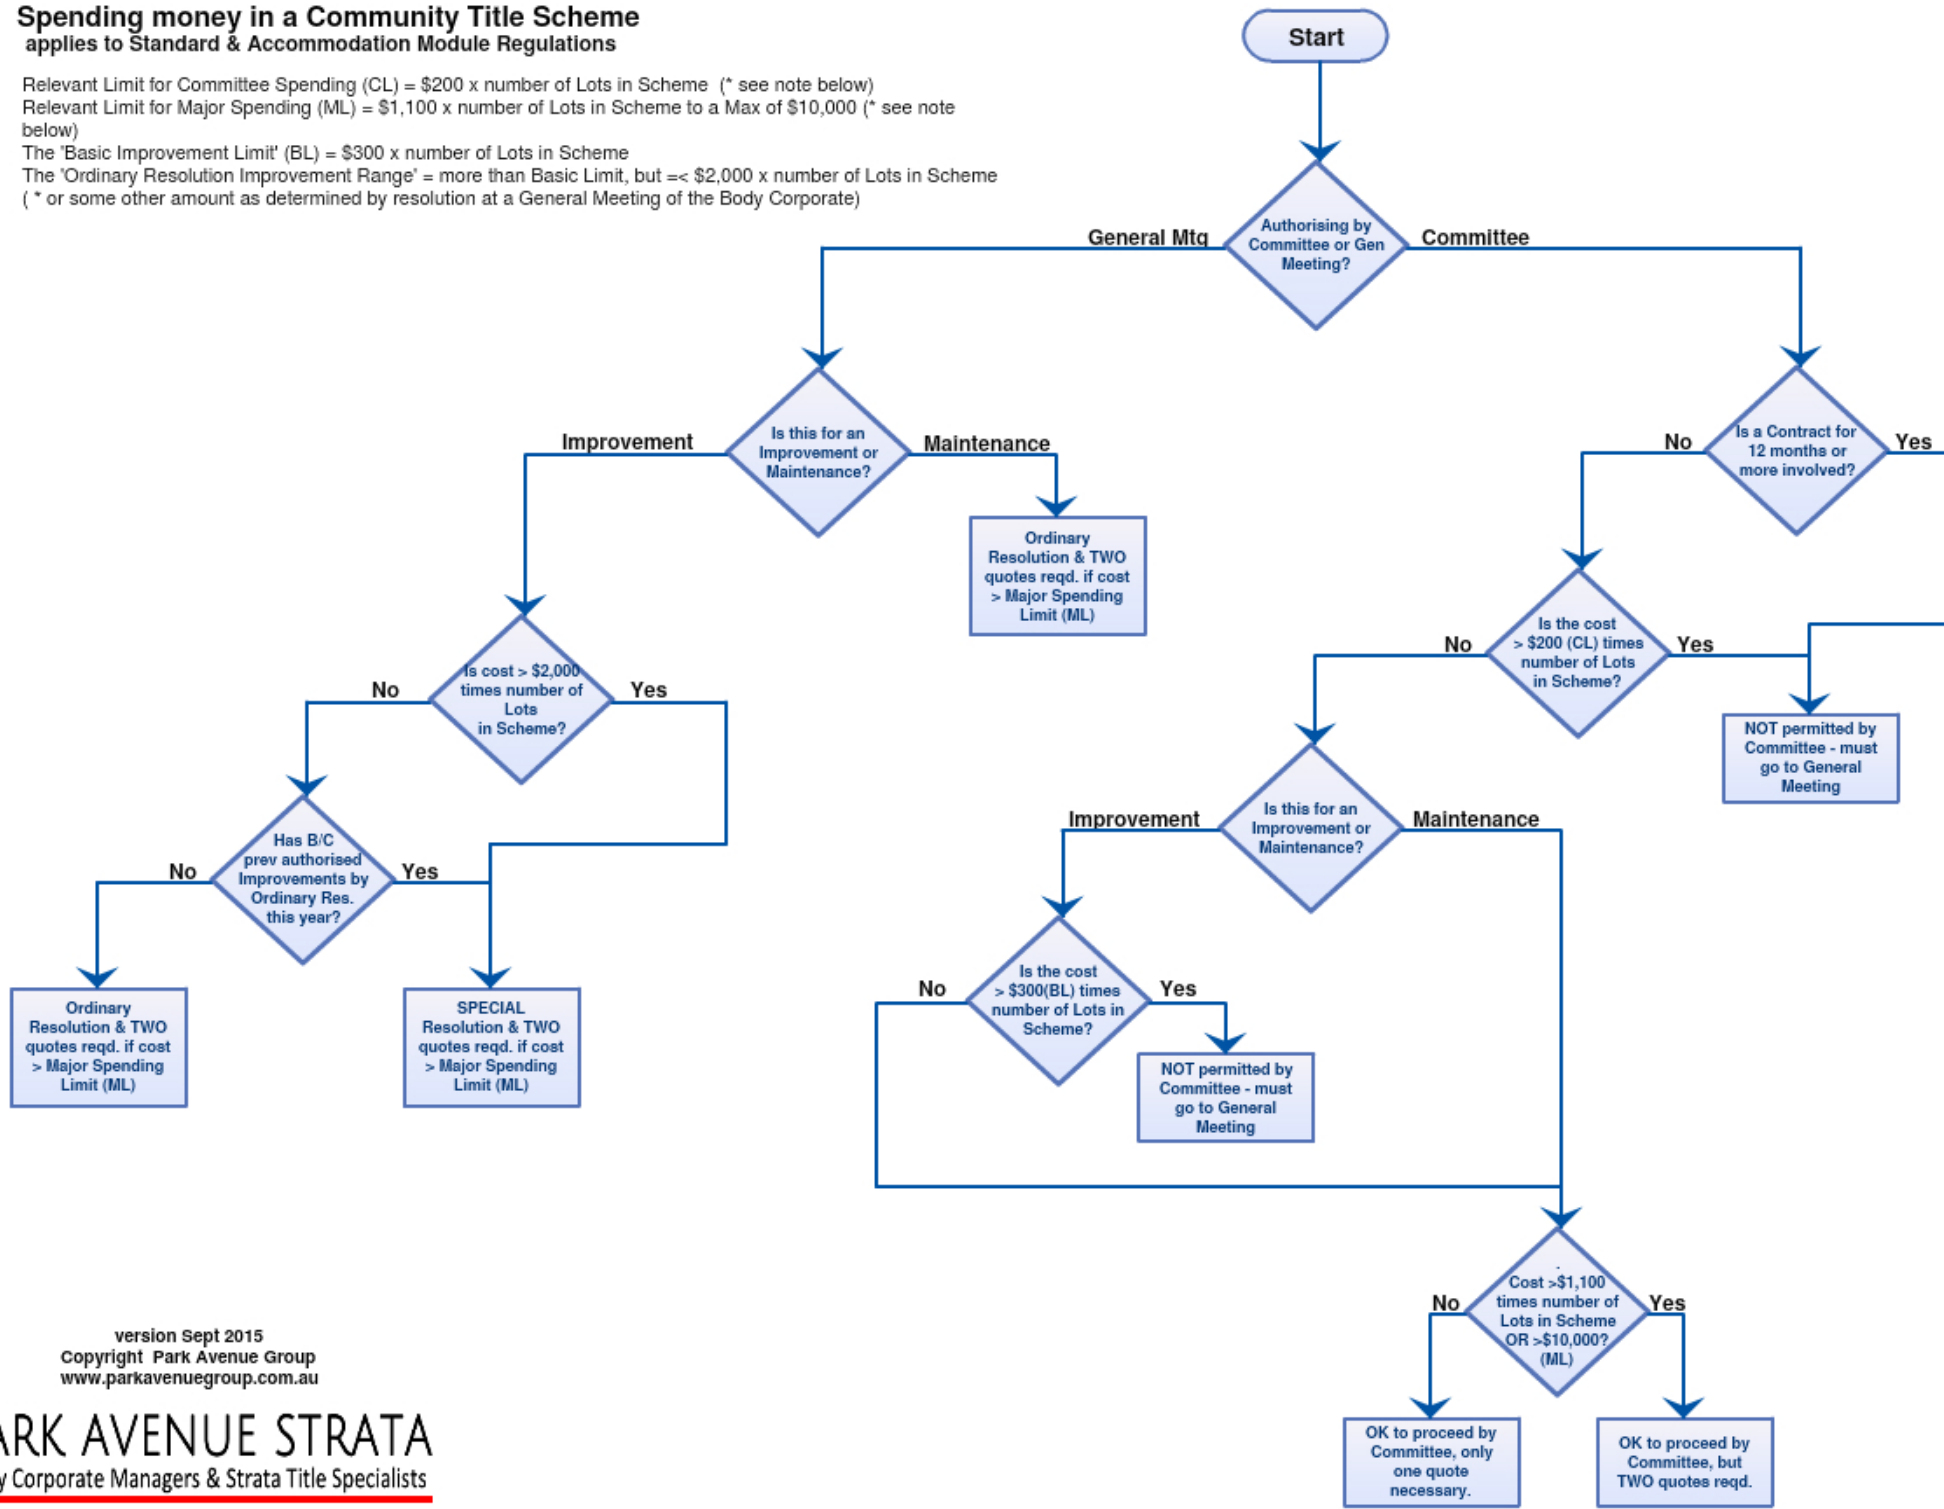 Spending money in a Community Title Scheme
applies to Standard & Accommodation Module Regulations
Relevant Limit for Committee Spending (CL) = $200 x number of Lots in Scheme (* see note below)
Relevant Limit for Major Spending (ML) = $1,100 x number of Lots in Scheme to a Max of $10,000 (* see note
below)
The 'Basic Improvement Limit' (BL) = $300 x number of Lots in Scheme
The 'Ordinary Resolution Improvement Range' = more than Basic Limit, but =< $2,000 x number of Lots in Scheme
( * or some other amount as determined by resolution at a General Meeting of the Body Corporate)
Start
Authorising by
Committee or Gen
Meeting?
General Mtg
Committee
Is this for an
Improvement or
Maintenance?
Improvement
Maintenance
Ordinary
Resolution & TWO
quotes reqd. if cost
> Major Spending
Limit (ML)
Is cost > $2,000
times number of
Lots
in Scheme?
No
Yes
Has B/C
prev authorised
Improvements by
Ordinary Res.
this year?
No
Yes
Ordinary
Resolution & TWO
quotes reqd. if cost
> Major Spending
Limit (ML)
SPECIAL
Resolution & TWO
quotes reqd. if cost
> Major Spending
Limit (ML)
Is a Contract for
12 months or
more involved?
No
Yes
Is the cost
> $200 (CL) times
number of Lots
in Scheme?
No
Yes
NOT permitted by
Committee - must
go to General
Meeting
Is this for an
Improvement or
Maintenance?
Improvement
Maintenance
Is the cost
> $300(BL) times
number of Lots in
Scheme?
No
Yes
NOT permitted by
Committee - must
go to General
Meeting
.
Cost >$1,100
times number of
Lots in Scheme
OR >$10,000?
(ML)
No
Yes
OK to proceed by
Committee, only
one quote
necessary.
OK to proceed by
Committee, but
TWO quotes reqd.
version Sept 2015
Copyright Park Avenue Group
www.parkavenuegroup.com.au
ARK AVENUE STRATA
y Corporate Managers & Strata Title Specialists